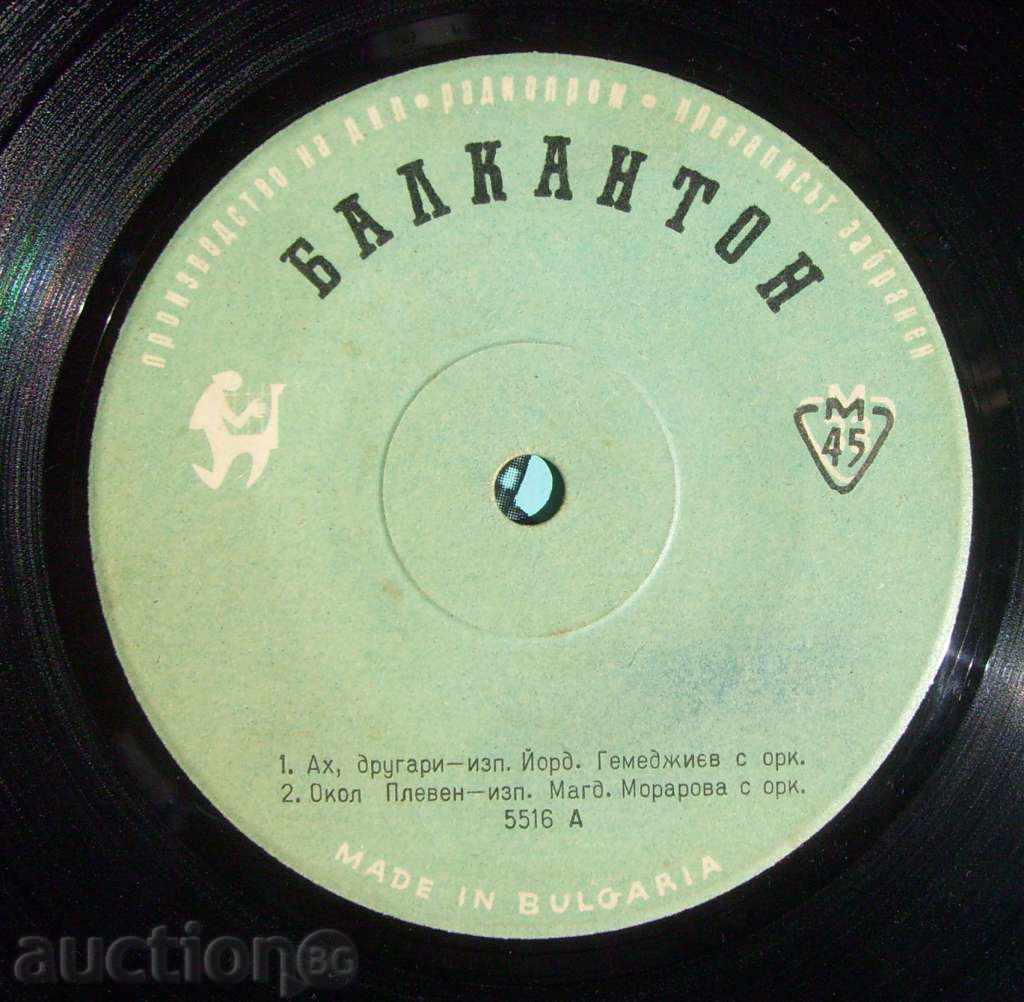 производство на дип • радиопром • презаписът забранен
БАЛКАНТОН
М
45
1. Ах, другари—изп. Йорд. Гемеджиев с орк.
2. Окол Плевен—изп. Магд. Морарова с орк.
5516 А
MADE IN BULGARIA
auction BG